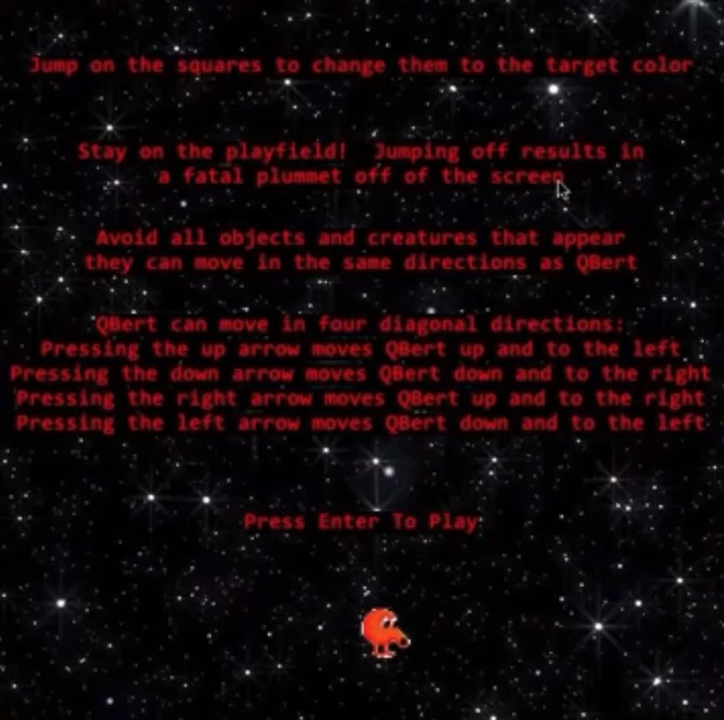 Jump on the squares to change them to the target color
Stay on the playfield! Jumping off results in
a fatal plummet off of the screen
Avoid all objects and creatures that appear
they can move in the same directions as QBert
QBert can move in four diagonal directions:
Pressing the up arrow moves QBert up and to the left
Pressing the down arrow moves QBert down and to the right
Pressing the right arrow moves QBert up and to the right
Pressing the left arrow moves QBert down and to the left
Press Enter To Play